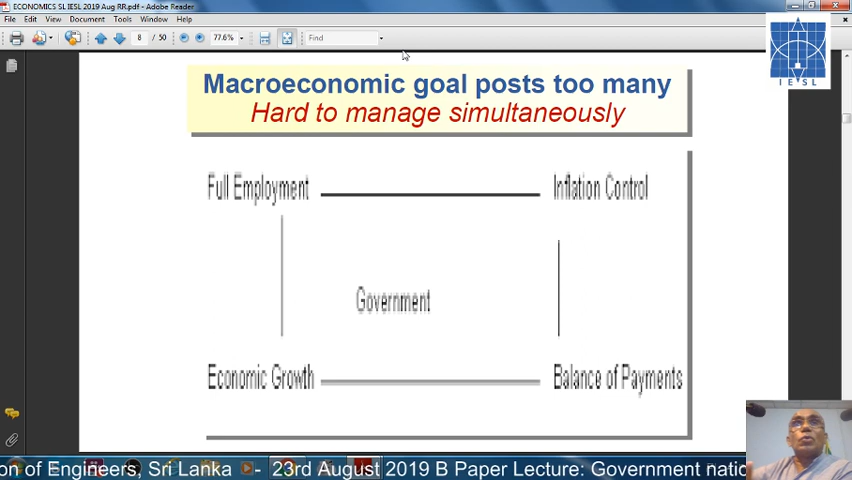 ECONOMICS SL IESL 2019 Aug RR.pdf - Adobe Reader
File Edit View Document Tools Window Help
8 / 50 77.6% Find
IESL
Macroeconomic goal posts too many
Hard to manage simultaneously
Full Employment Inflation Control
Government
Economic Growth Balance of Payments
on of Engineers, Sri Lanka - 23rd August 2019 B Paper Lecture: Government natio